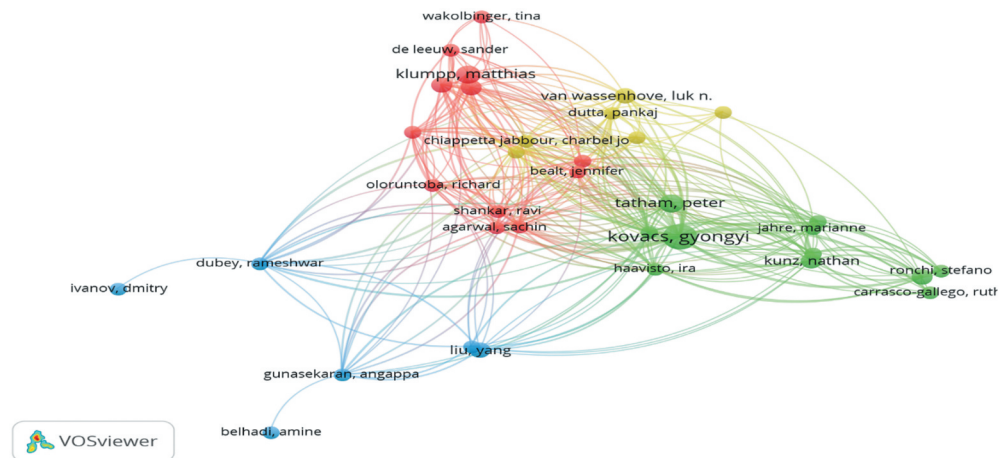 wakolbinger, tina
de leeuw, sander
klumpp, matthias
van wassenhove, luk n.
dutta, pankaj
chiappetta jabbour, charbel jo
bealt, jennifer
oloruntoba, richard
tatham, peter
shankar, ravi
agarwal, sachin
jahre, marianne
kovacs, gyongyi
kunz, nathan
dubey, rameshwar
haavisto, ira
ronchi, stefano
ivanov, dmitry
carrasco-gallego, ruth
liu, yang
gunasekaran, angappa
belhadi, amine
VOSviewer